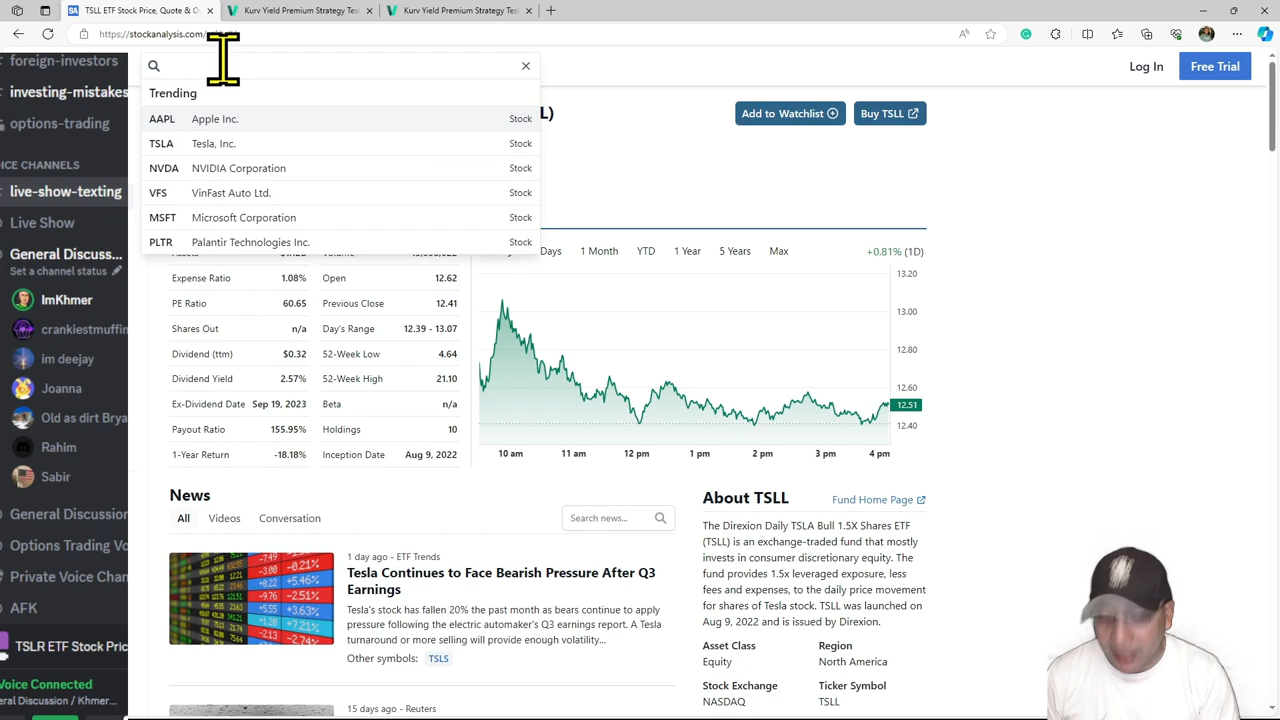 TSLL ETF Stock Price, Quote & O
Kurv Yield Premium Strategy Tes
Kurv Yield Premium Strategy Tes
https://stockanalysis.com/
Log In
Free Trial
Trending
AAPL Apple Inc. Stock
TSLA Tesla, Inc. Stock
NVDA NVIDIA Corporation Stock
VFS VinFast Auto Ltd. Stock
MSFT Microsoft Corporation Stock
PLTR Palantir Technologies Inc. Stock
L)
Add to Watchlist
Buy TSLL
foreign-investors
investing-mistakes
options-trading
ICE CHANNELS
live-show-texting
Live Show
General Discuss...
Set a channel status
ImKhmer
crankiestmuffin
im deejay
Joanna
Old as dirt Brya
Rahim
Sabir
General Discussion
Options Trading Vo
Private Voice Chan
AFK
TSLR ETF Stock Pric
Voice Connected
General Discussion / Khmer...
Days 1 Month YTD 1 Year 5 Years Max
+0.81% (1D)
Expense Ratio 1.08% Open 12.62
PE Ratio 60.65 Previous Close 12.41
Shares Out n/a Day's Range 12.39 - 13.07
Dividend (ttm) $0.32 52-Week Low 4.64
Dividend Yield 2.57% 52-Week High 21.10
Ex-Dividend Date Sep 19, 2023 Beta n/a
Payout Ratio 155.95% Holdings 10
1-Year Return -18.18% Inception Date Aug 9, 2022
13.20
13.00
12.80
12.60
12.51
12.40
10 am 11 am 12 pm 1 pm 2 pm 3 pm 4 pm
News
All Videos Conversation
Search news...
1 day ago - ETF Trends
Tesla Continues to Face Bearish Pressure After Q3
Earnings
Tesla's stock has fallen 20% the past month as bears continue to apply
pressure following the electric automaker's Q3 earnings report. A Tesla
turnaround or more selling will provide enough volatility...
Other symbols: TSLS
15 days ago - Reuters
About TSLL
Fund Home Page
The Direxion Daily TSLA Bull 1.5X Shares ETF
(TSLL) is an exchange-traded fund that mostly
invests in consumer discretionary equity. The
fund provides 1.5x leveraged exposure, less
fees and expenses, to the daily price movement
for shares of Tesla stock. TSLL was launched on
Aug 9, 2022 and is issued by Direxion.
Asset Class Region
Equity North America
Stock Exchange Ticker Symbol
NASDAQ TSLL